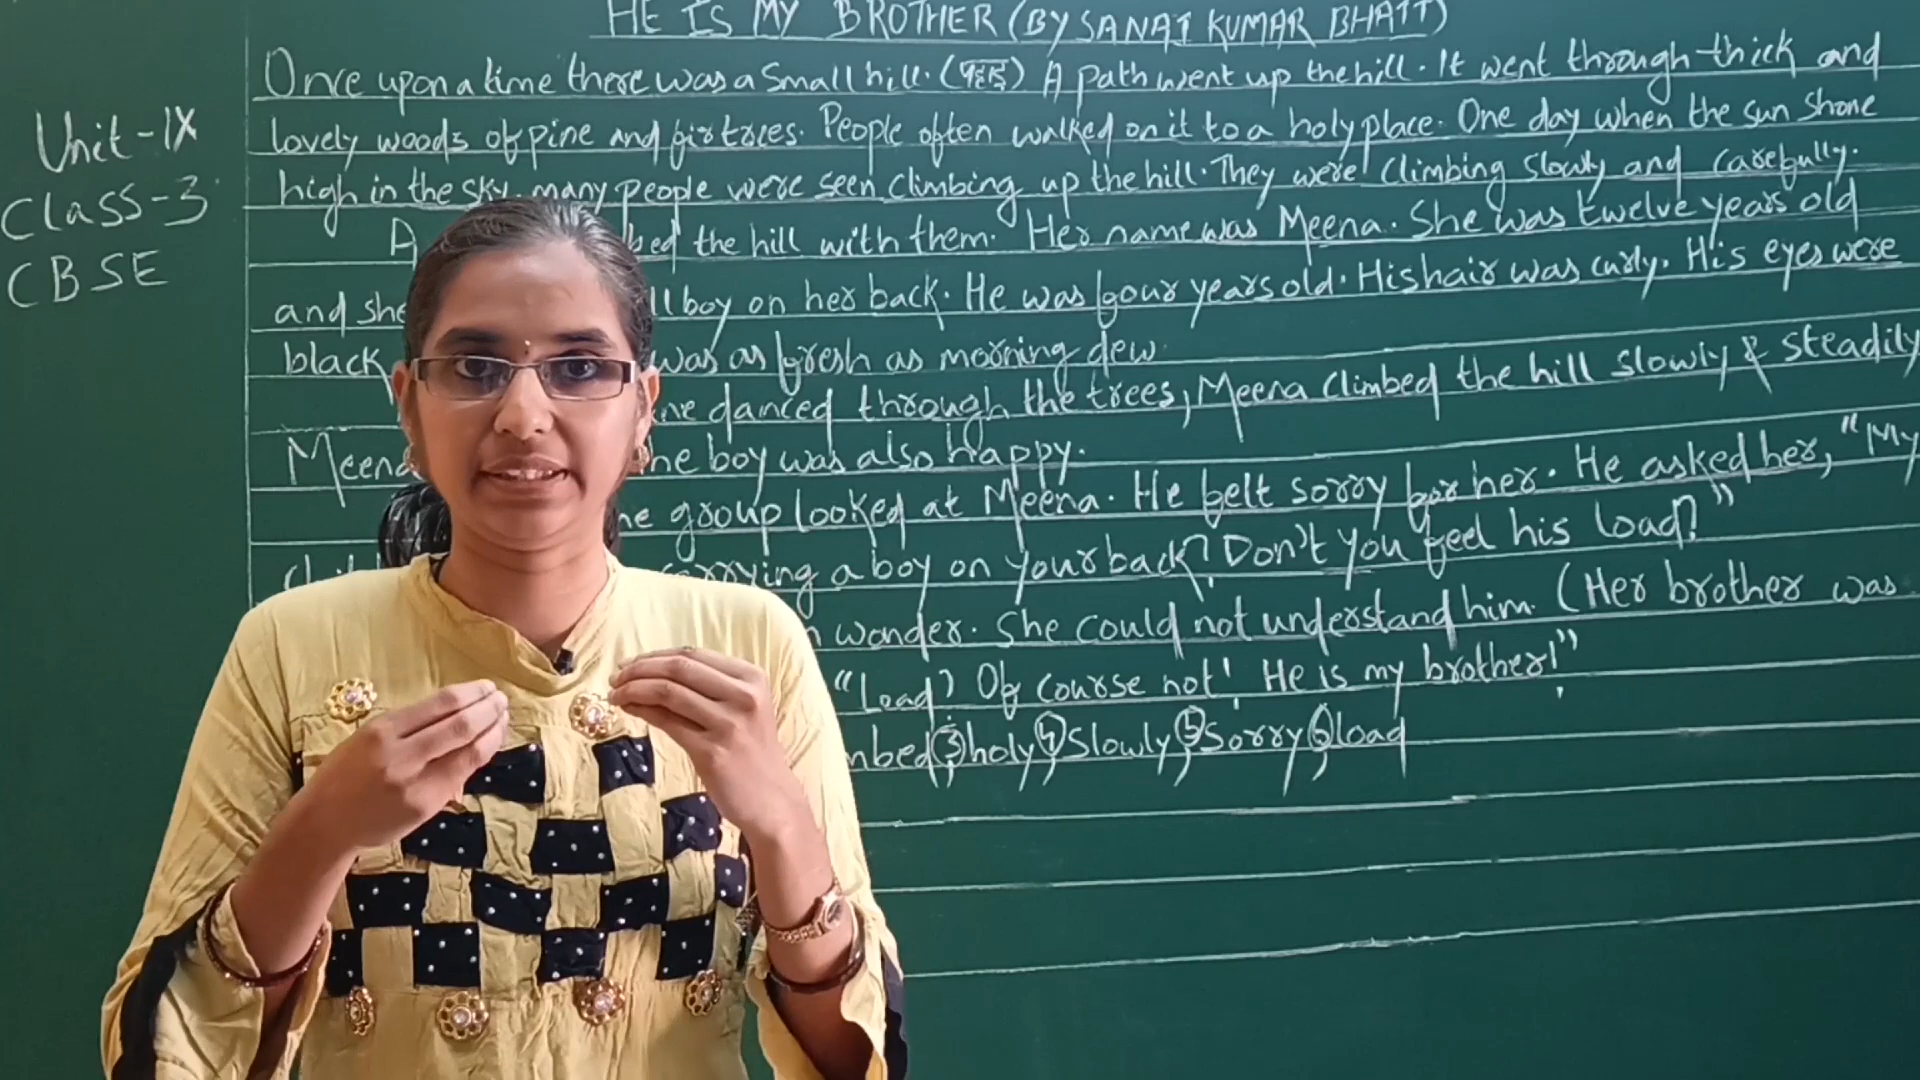 HE IS MY BROTHER (BY SANAT KUMAR BHATT)
Once upon a time there was a small hill. A path went up the hill. It went through thick and
lovely woods of pine and fir trees. People often walked on it to a holy place. One day when the sun shone
high in the sky. many people were seen climbing up the hill. They were climbing slowly and carefully.
A the hill with them. Her name was Meena. She was twelve years old
and she boy on her back. He was four years old. His hair was curly. His eyes were
black was as fresh as morning dew.
danced through the trees, Meena climbed the hill slowly & steadily
Meena boy was also happy.
group looked at Meena. He felt sorry for her. He asked her, "My
carrying a boy on your back? Don't you feel his load?"
wonder. She could not understand him. (Her brother was
"Load? Of course not! He is my brother!"
③ holy, ④ Slowly, ⑤ Sorry, ⑥ load
Unit-IX
Class-3
CBSE